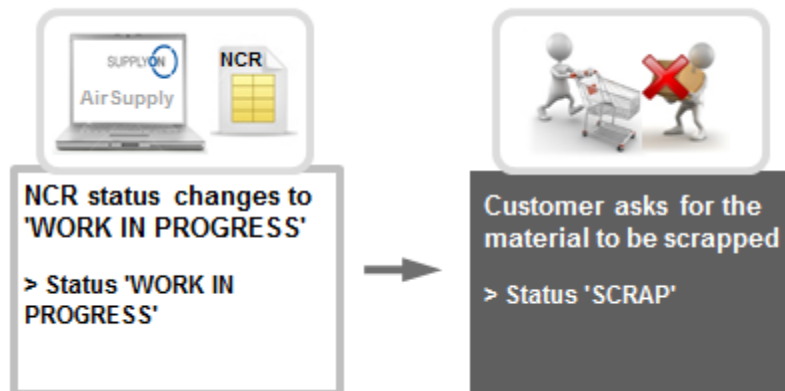 SUPPLYON
AirSupply
NCR
NCR status changes to
'WORK IN PROGRESS'
> Status 'WORK IN
PROGRESS'
Customer asks for the
material to be scrapped
> Status 'SCRAP'